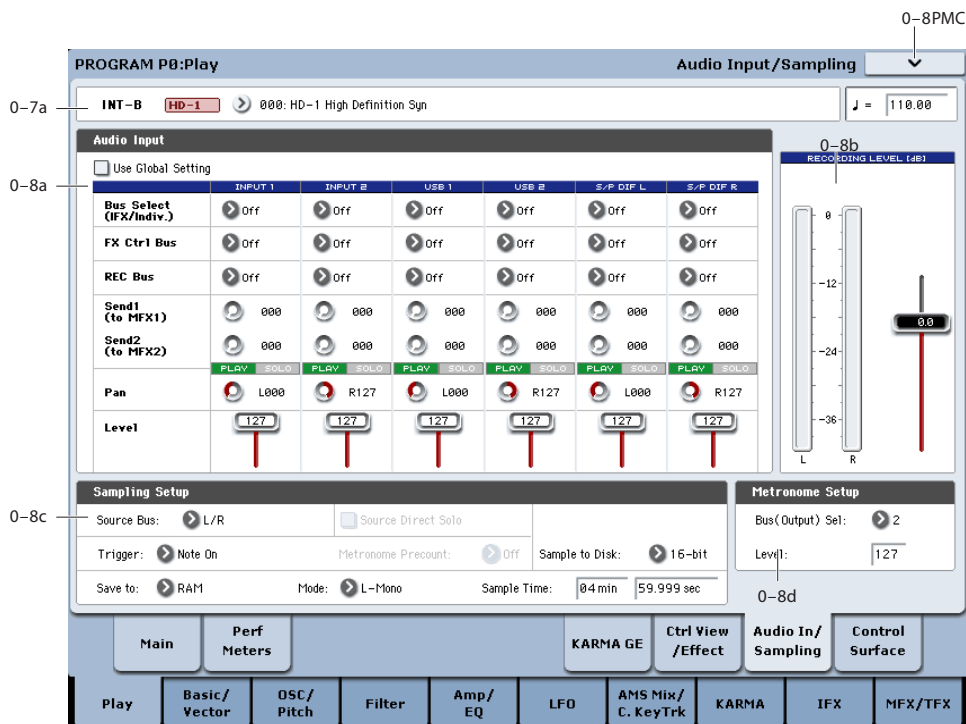 0–8PMC
PROGRAM P0:Play Audio Input/Sampling
0–7a
INT–B HD–1 000: HD–1 High Definition Syn ♩ = 110.00
Audio Input
0–8b
RECORDING LEVEL [dB]
Use Global Setting
0–8a
INPUT 1 INPUT 2 USB 1 USB 2 S/P DIF L S/P DIF R
Bus Select
(IFX/Indiv.)
Off Off Off Off Off Off
FX Ctrl Bus Off Off Off Off Off Off
REC Bus Off Off Off Off Off Off
Send1
(to MFX1)
000 000 000 000 000 000
Send2
(to MFX2)
000 000 000 000 000 000
PLAY SOLO PLAY SOLO PLAY SOLO PLAY SOLO PLAY SOLO PLAY SOLO
Pan L000 R127 L000 R127 L000 R127
Level 127 127 127 127 127 127
0
–12
–24
–36
L R
0.0
Sampling Setup
0–8c
Source Bus: L/R Source Direct Solo
Trigger: Note On Metronome Precount: Off Sample to Disk: 16–bit
Save to: RAM Mode: L–Mono Sample Time: 04 min 59.999 sec
Metronome Setup
Bus(Output) Sel: 2
Level: 127
0–8d
Main
Perf
Meters
KARMA GE
Ctrl View
/Effect
Audio In/
Sampling
Control
Surface
Play
Basic/
Vector
OSC/
Pitch
Filter
Amp/
EQ
LFO
AMS Mix/
C. KeyTrk
KARMA
IFX
MFX/TFX